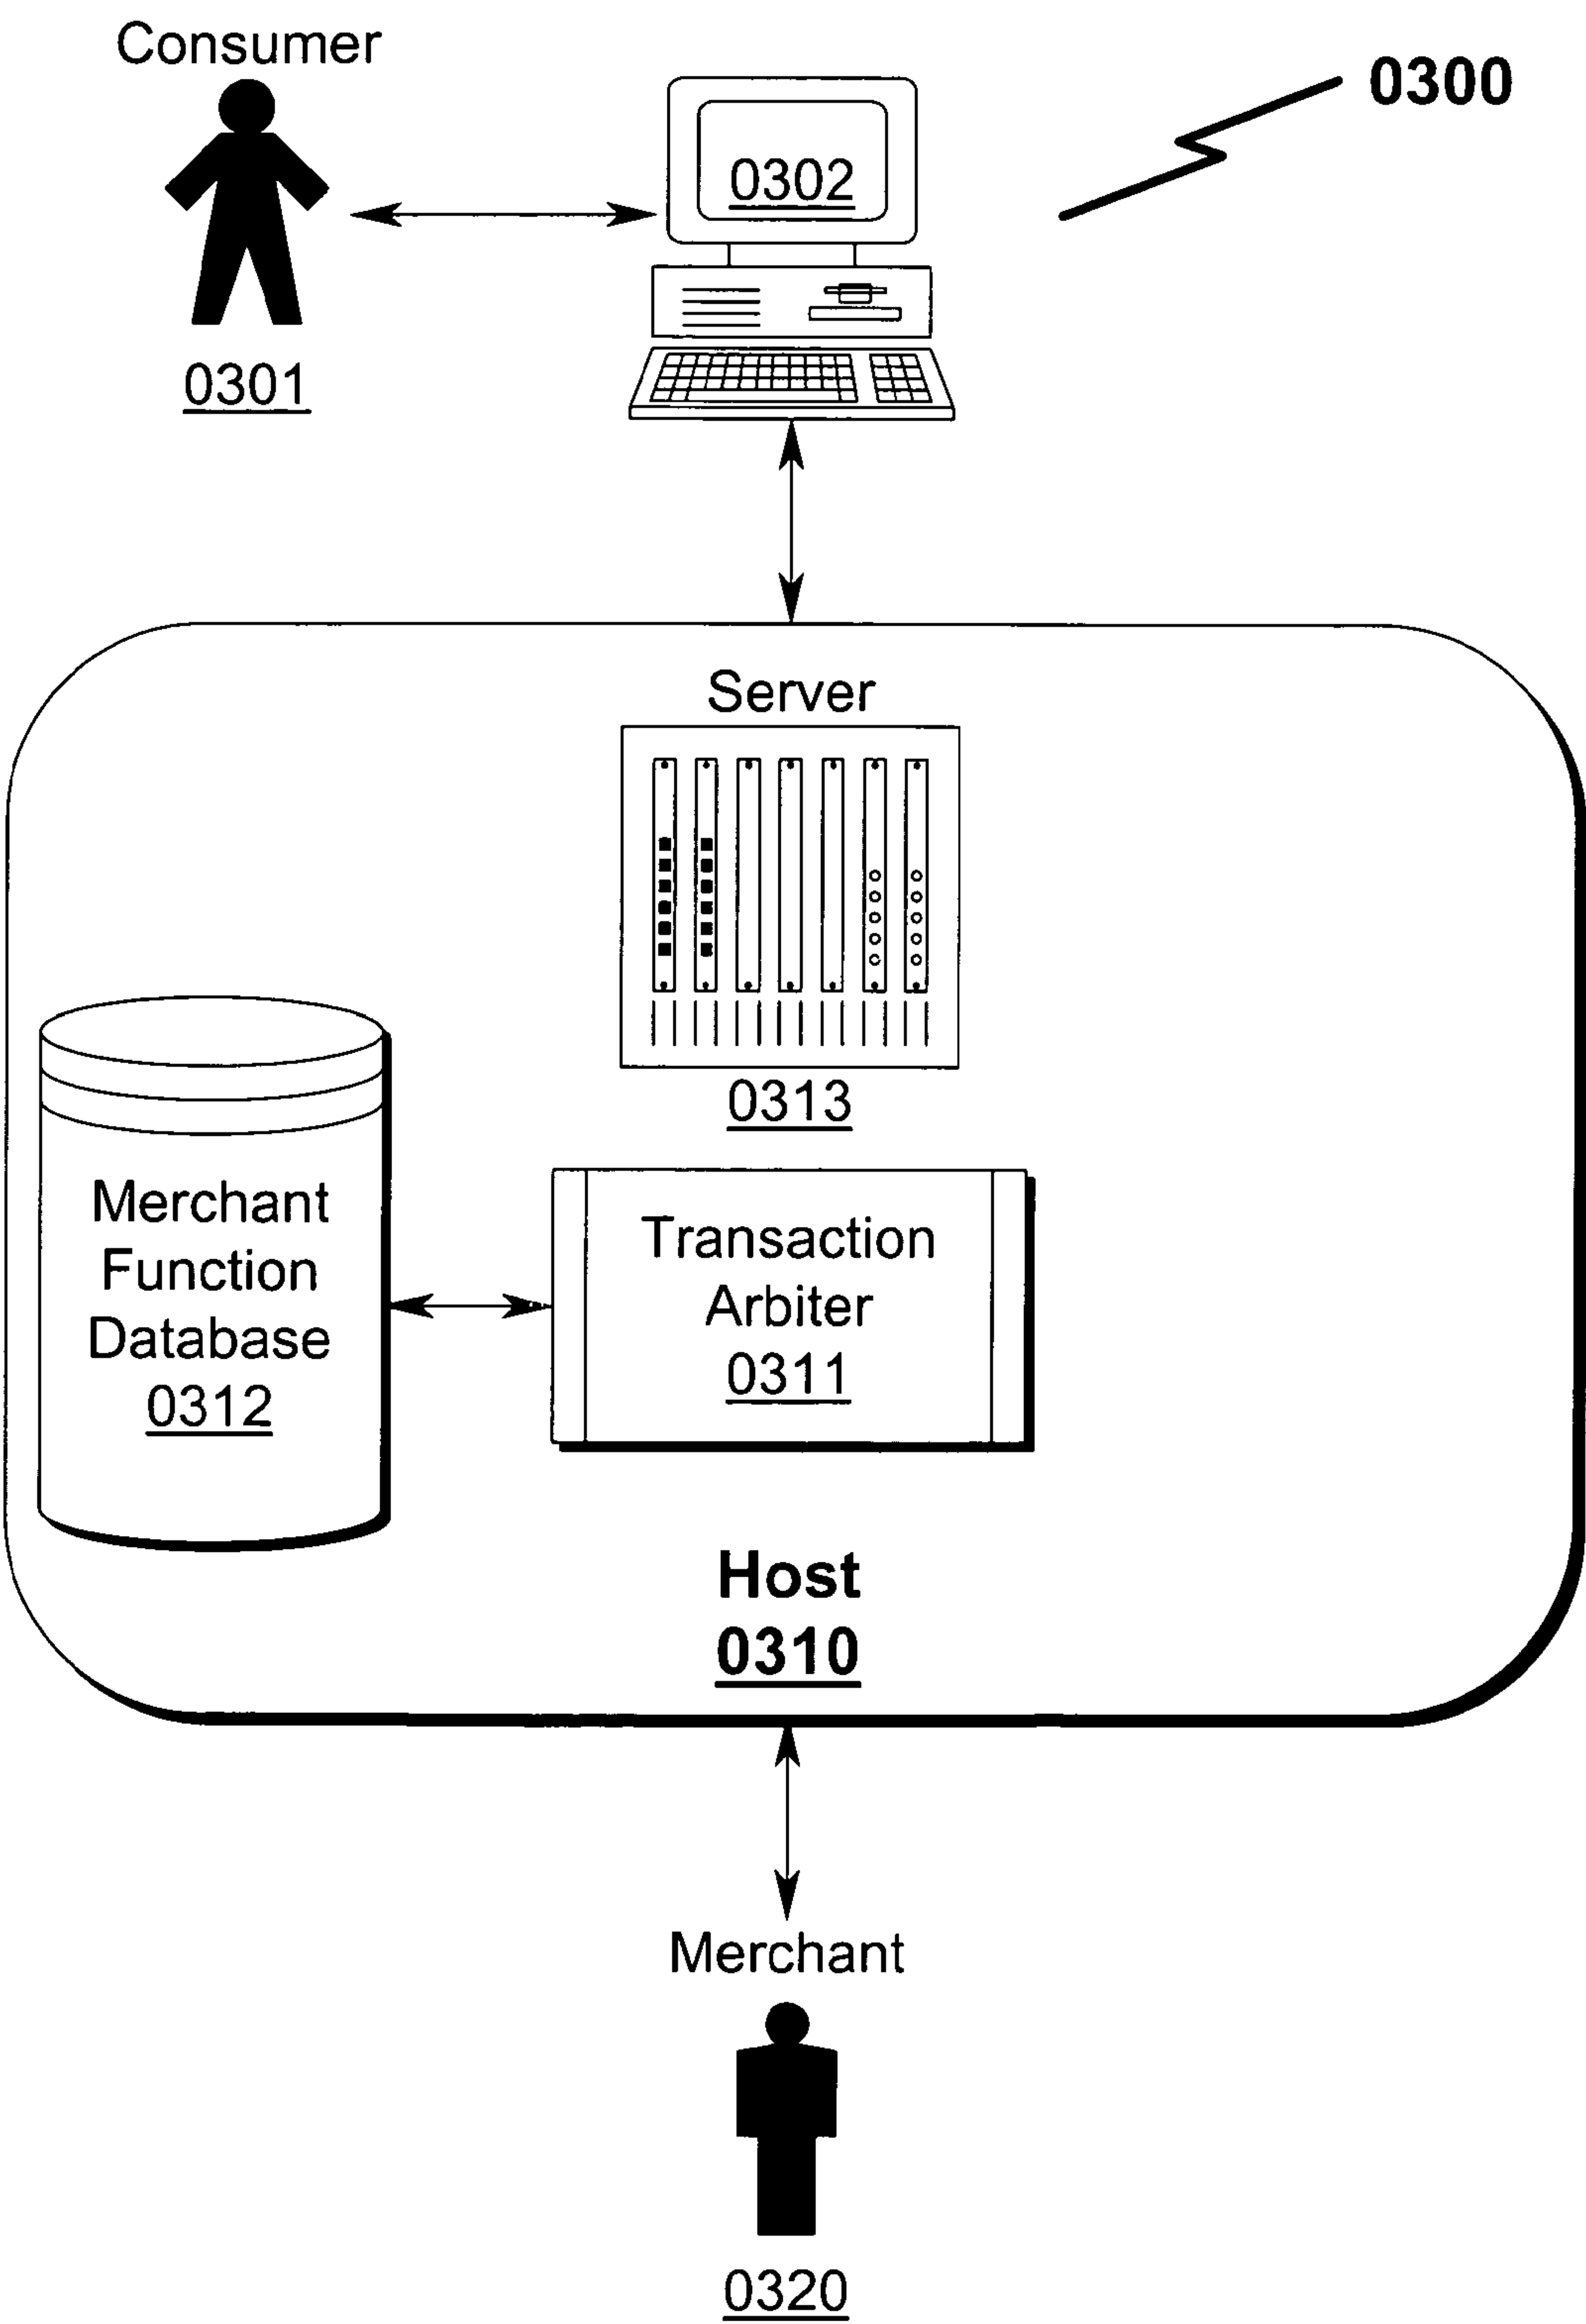 Consumer
0300
0302
0301
Server
0313
Merchant
Function
Database
0312
Transaction
Arbiter
0311
Host
0310
Merchant
0320